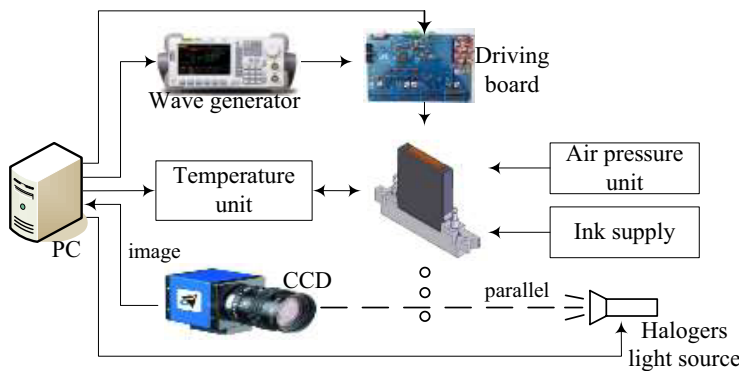 Wave generator
Driving
board
Temperature
unit
Air pressure
unit
Ink supply
PC
image
CCD
parallel
Halogers
light source